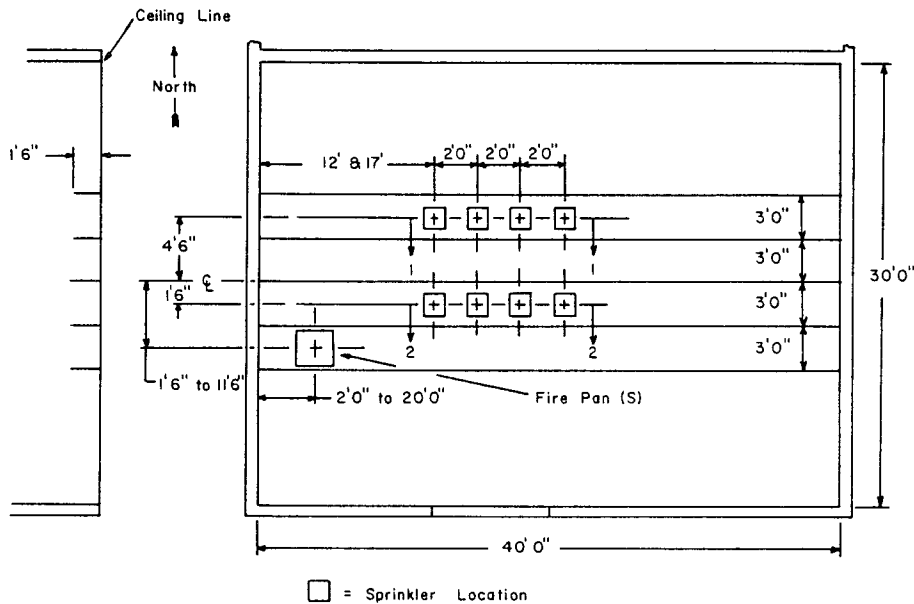 Ceiling Line
North
1'6"
12' & 17'
2'0" 2'0" 2'0"
4'6"
1'6"
℄
1 1
2 2
3'0"
3'0"
3'0"
3'0"
30'0"
1'6" to 11'6"
2'0" to 20'0"
Fire Pan (S)
40'0"
= Sprinkler Location